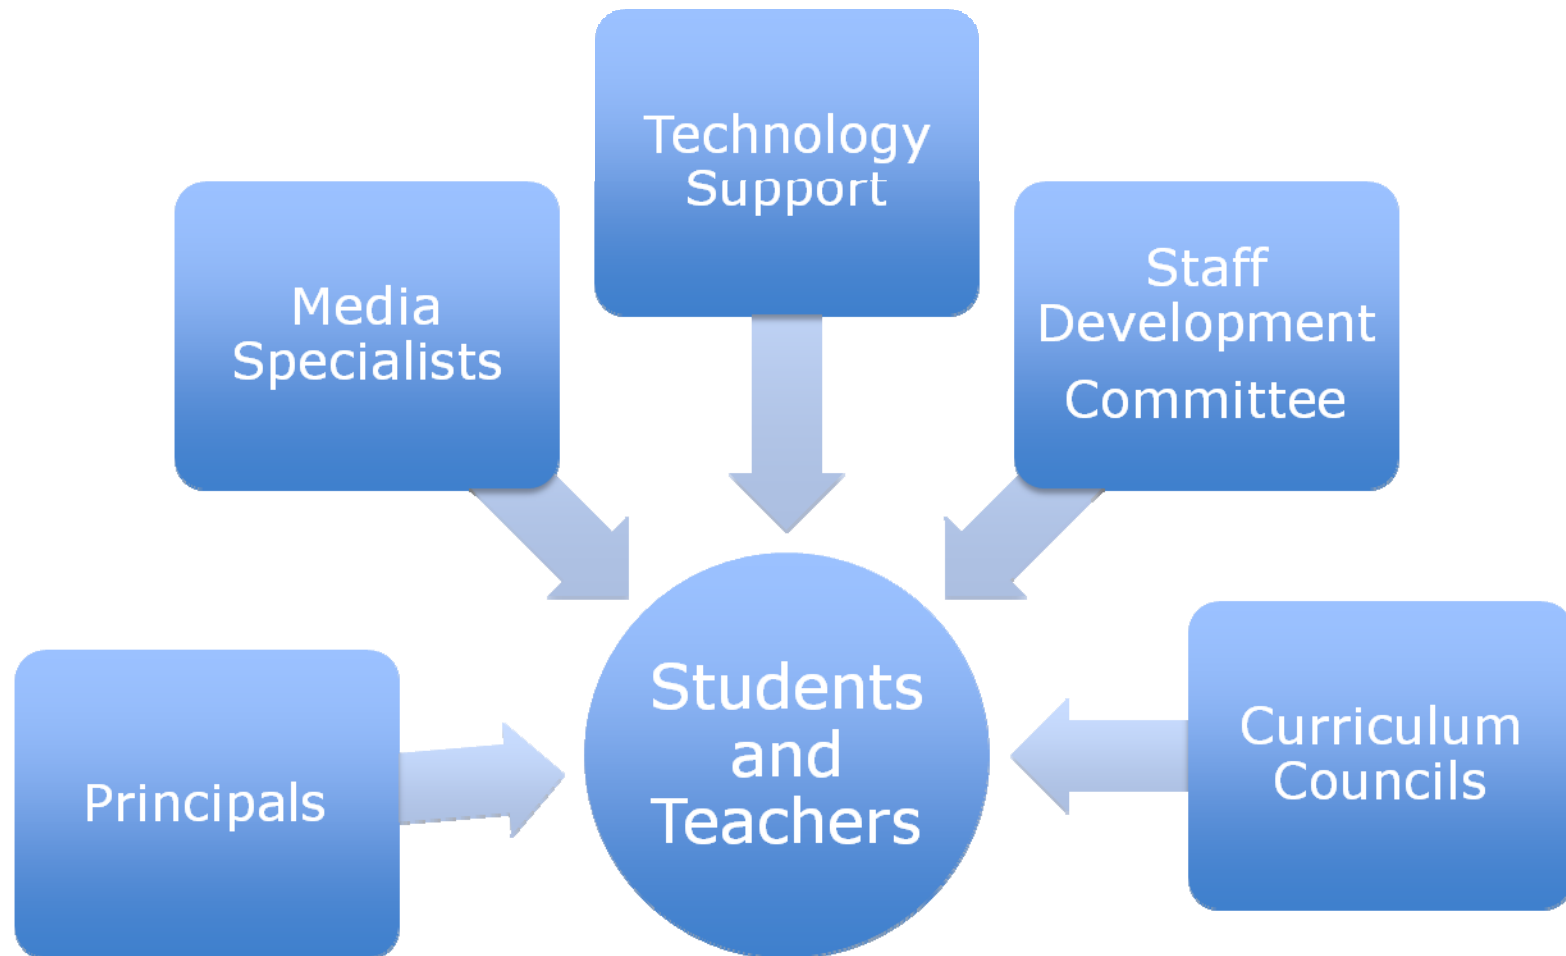 Technology
Support
Media
Specialists
Staff
Development
Committee
Principals
Students
and
Teachers
Curriculum
Councils